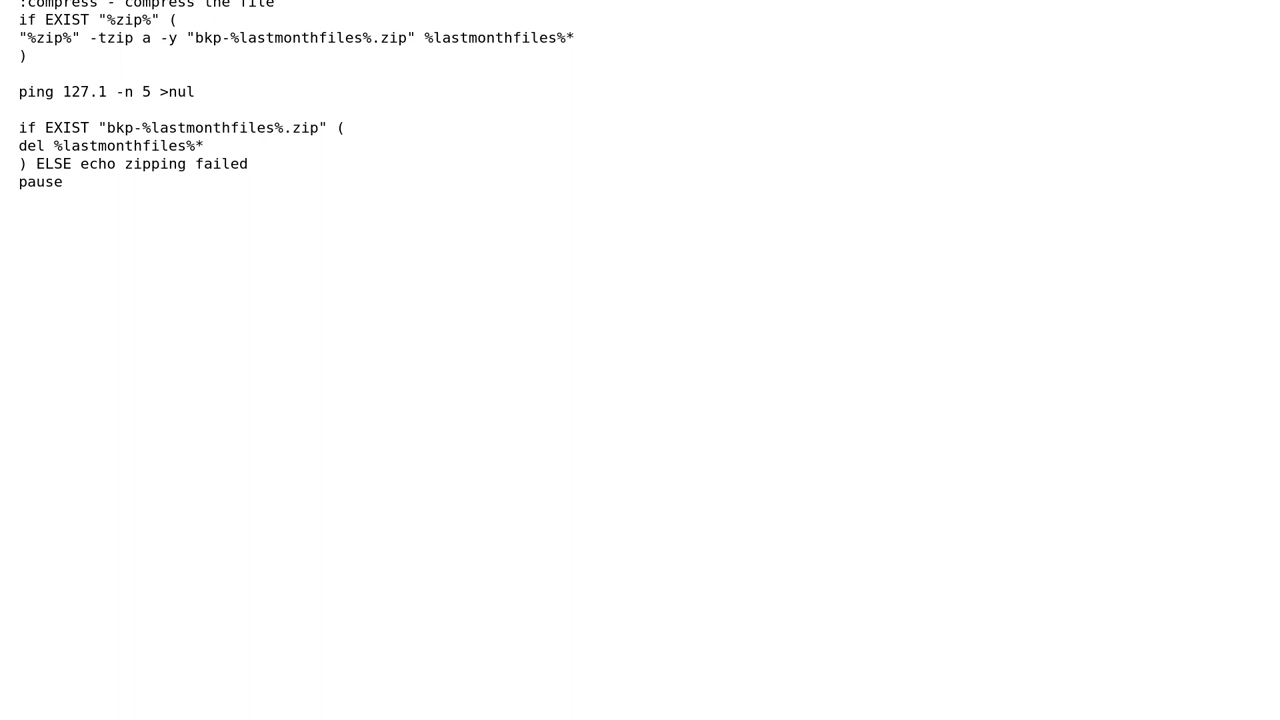 :compress - compress the file
if EXIST "%zip%" (
"%zip%" -tzip a -y "bkp-%lastmonthfiles%.zip" %lastmonthfiles%*
)
ping 127.1 -n 5 >nul
if EXIST "bkp-%lastmonthfiles%.zip" (
del %lastmonthfiles%*
) ELSE echo zipping failed
pause